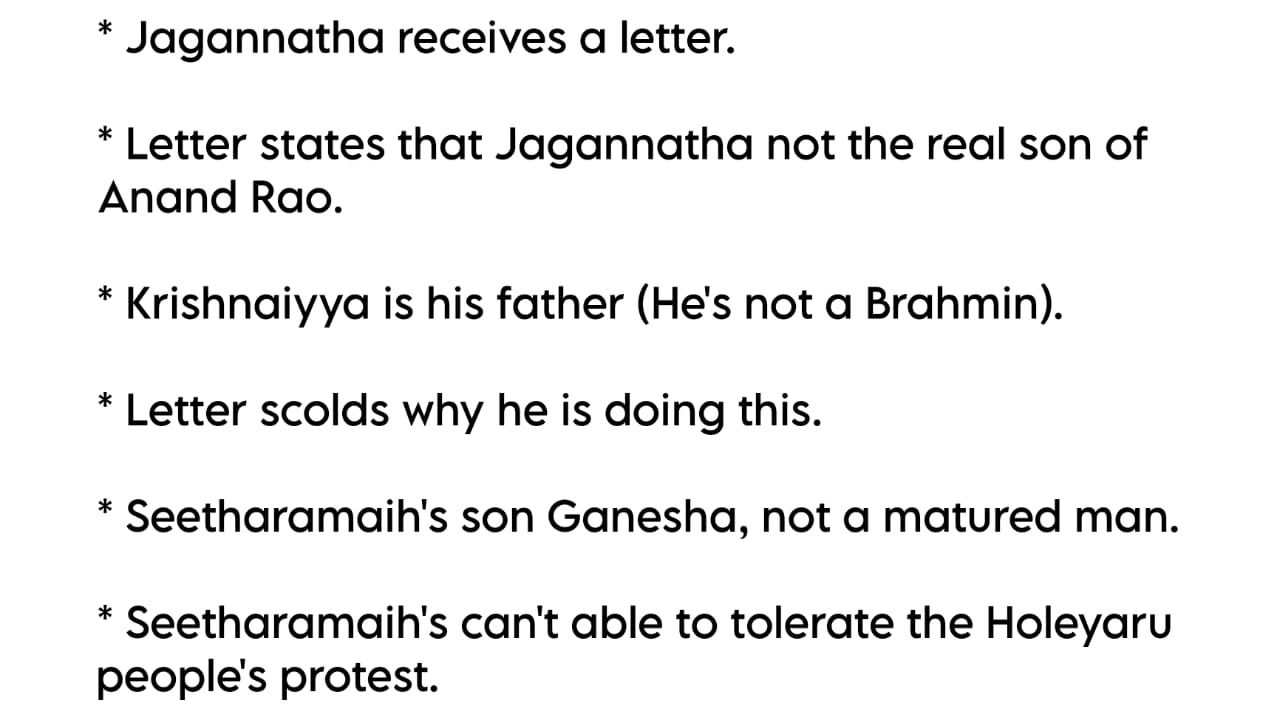 * Jagannatha receives a letter.
* Letter states that Jagannatha not the real son of
Anand Rao.
* Krishnaiyya is his father (He's not a Brahmin).
* Letter scolds why he is doing this.
* Seetharamaih's son Ganesha, not a matured man.
* Seetharamaih's can't able to tolerate the Holeyaru
people's protest.